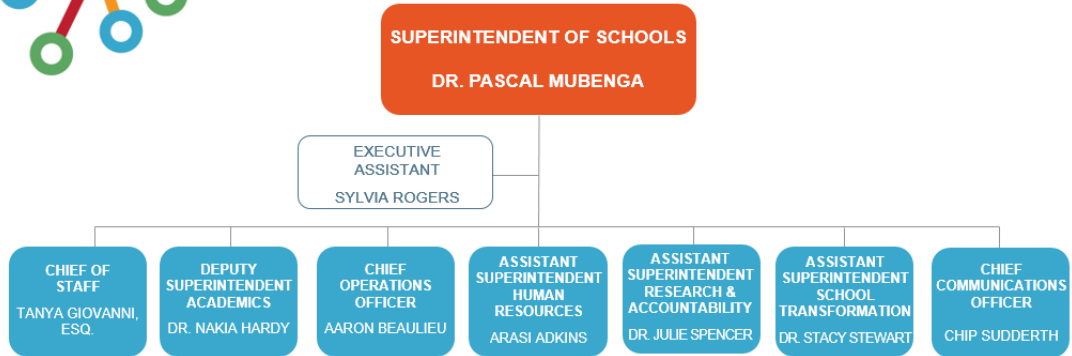 SUPERINTENDENT OF SCHOOLS
DR. PASCAL MUBENGA
EXECUTIVE
ASSISTANT
SYLVIA ROGERS
CHIEF OF
STAFF
TANYA GIOVANNI,
ESQ.
DEPUTY
SUPERINTENDENT
ACADEMICS
DR. NAKIA HARDY
CHIEF
OPERATIONS
OFFICER
AARON BEAULIEU
ASSISTANT
SUPERINTENDENT
HUMAN
RESOURCES
ARASI ADKINS
ASSISTANT
SUPERINTENDENT
RESEARCH &
ACCOUNTABILITY
DR. JULIE SPENCER
ASSISTANT
SUPERINTENDENT
SCHOOL
TRANSFORMATION
DR. STACY STEWART
CHIEF
COMMUNICATIONS
OFFICER
CHIP SUDDERTH